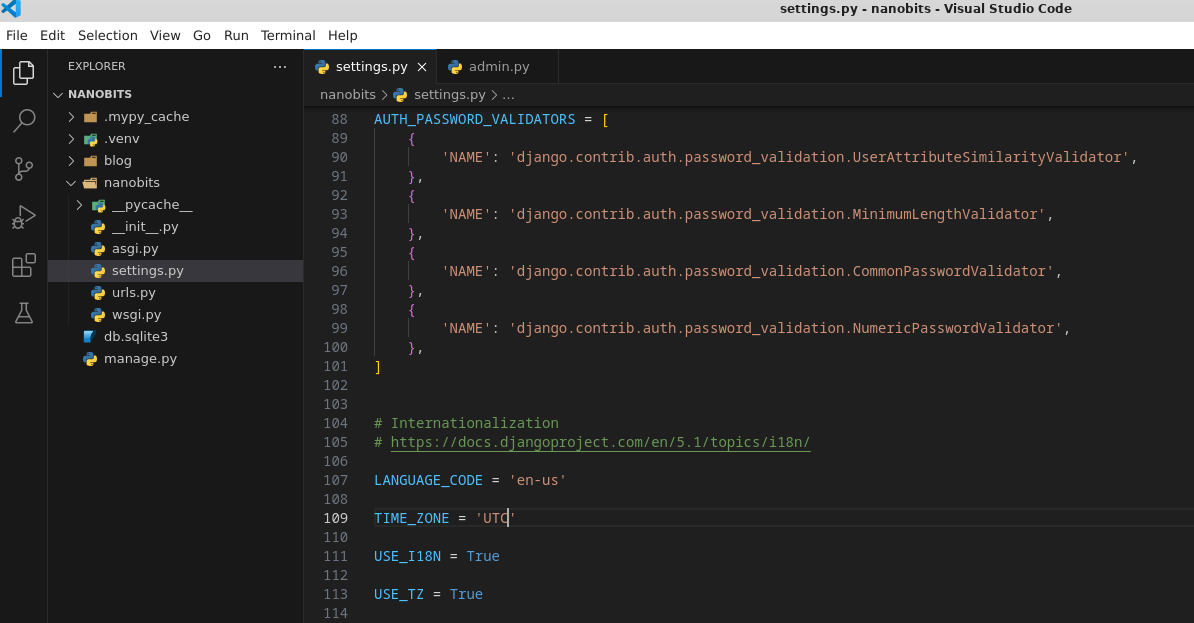 settings.py - nanobits - Visual Studio Code
File Edit Selection View Go Run Terminal Help
EXPLORER ...
NANOBITS
.mypy_cache
.venv
blog
nanobits
__pycache__
__init__.py
asgi.py
settings.py
urls.py
wsgi.py
db.sqlite3
manage.py
settings.py admin.py
nanobits > settings.py > ...
88 AUTH_PASSWORD_VALIDATORS = [
89 {
90 'NAME': 'django.contrib.auth.password_validation.UserAttributeSimilarityValidator',
91 },
92 {
93 'NAME': 'django.contrib.auth.password_validation.MinimumLengthValidator',
94 },
95 {
96 'NAME': 'django.contrib.auth.password_validation.CommonPasswordValidator',
97 },
98 {
99 'NAME': 'django.contrib.auth.password_validation.NumericPasswordValidator',
100 },
101 ]
102
103
104 # Internationalization
105 # https://docs.djangoproject.com/en/5.1/topics/i18n/
106
107 LANGUAGE_CODE = 'en-us'
108
109 TIME_ZONE = 'UTC'
110
111 USE_I18N = True
112
113 USE_TZ = True
114